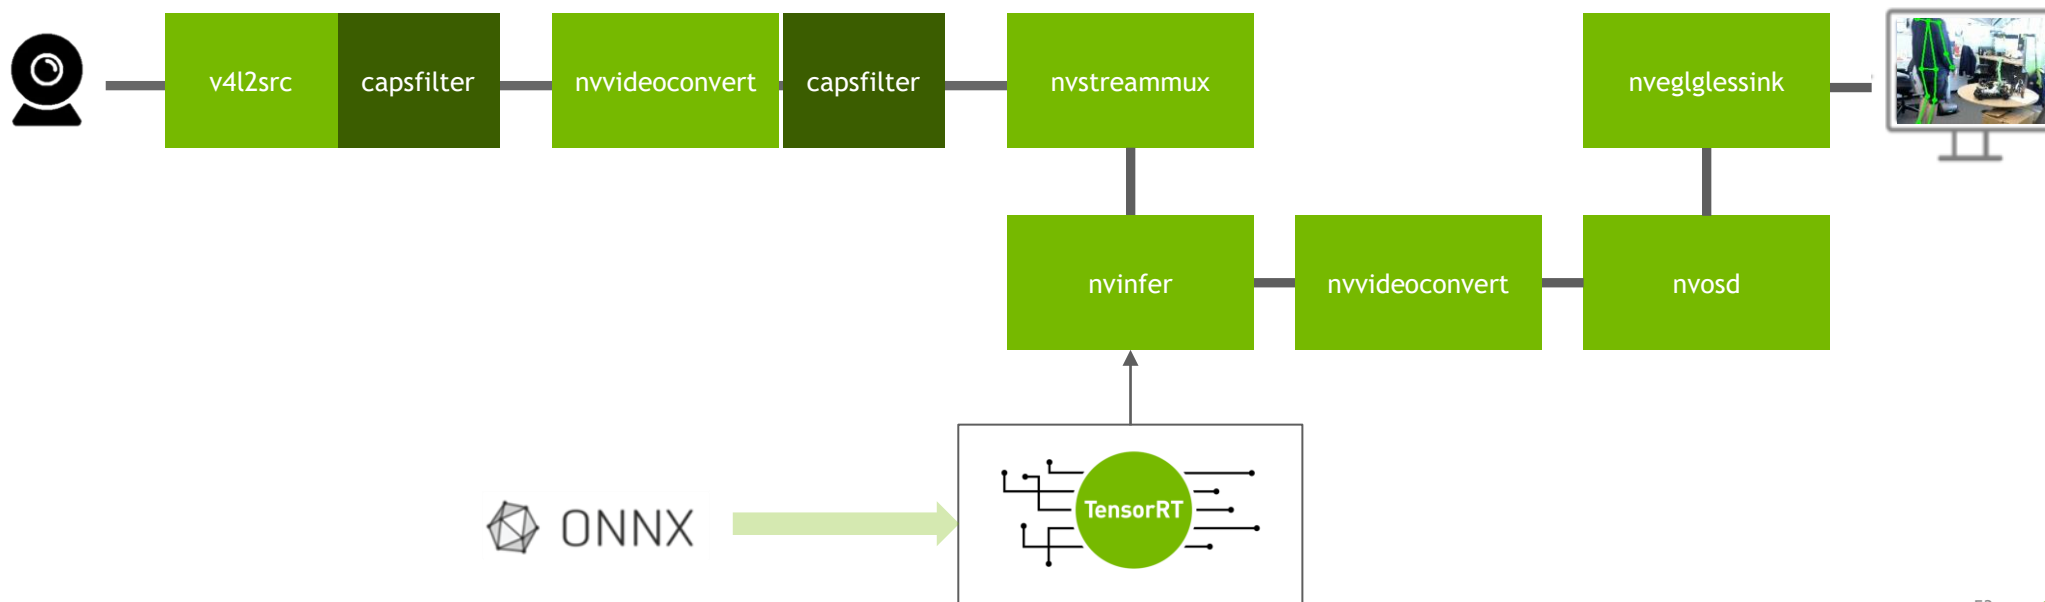 v4l2src
capsfilter
nvvideoconvert
capsfilter
nvstreammux
nveglglessink
nvinfer
nvvideoconvert
nvosd
TensorRT
ONNX